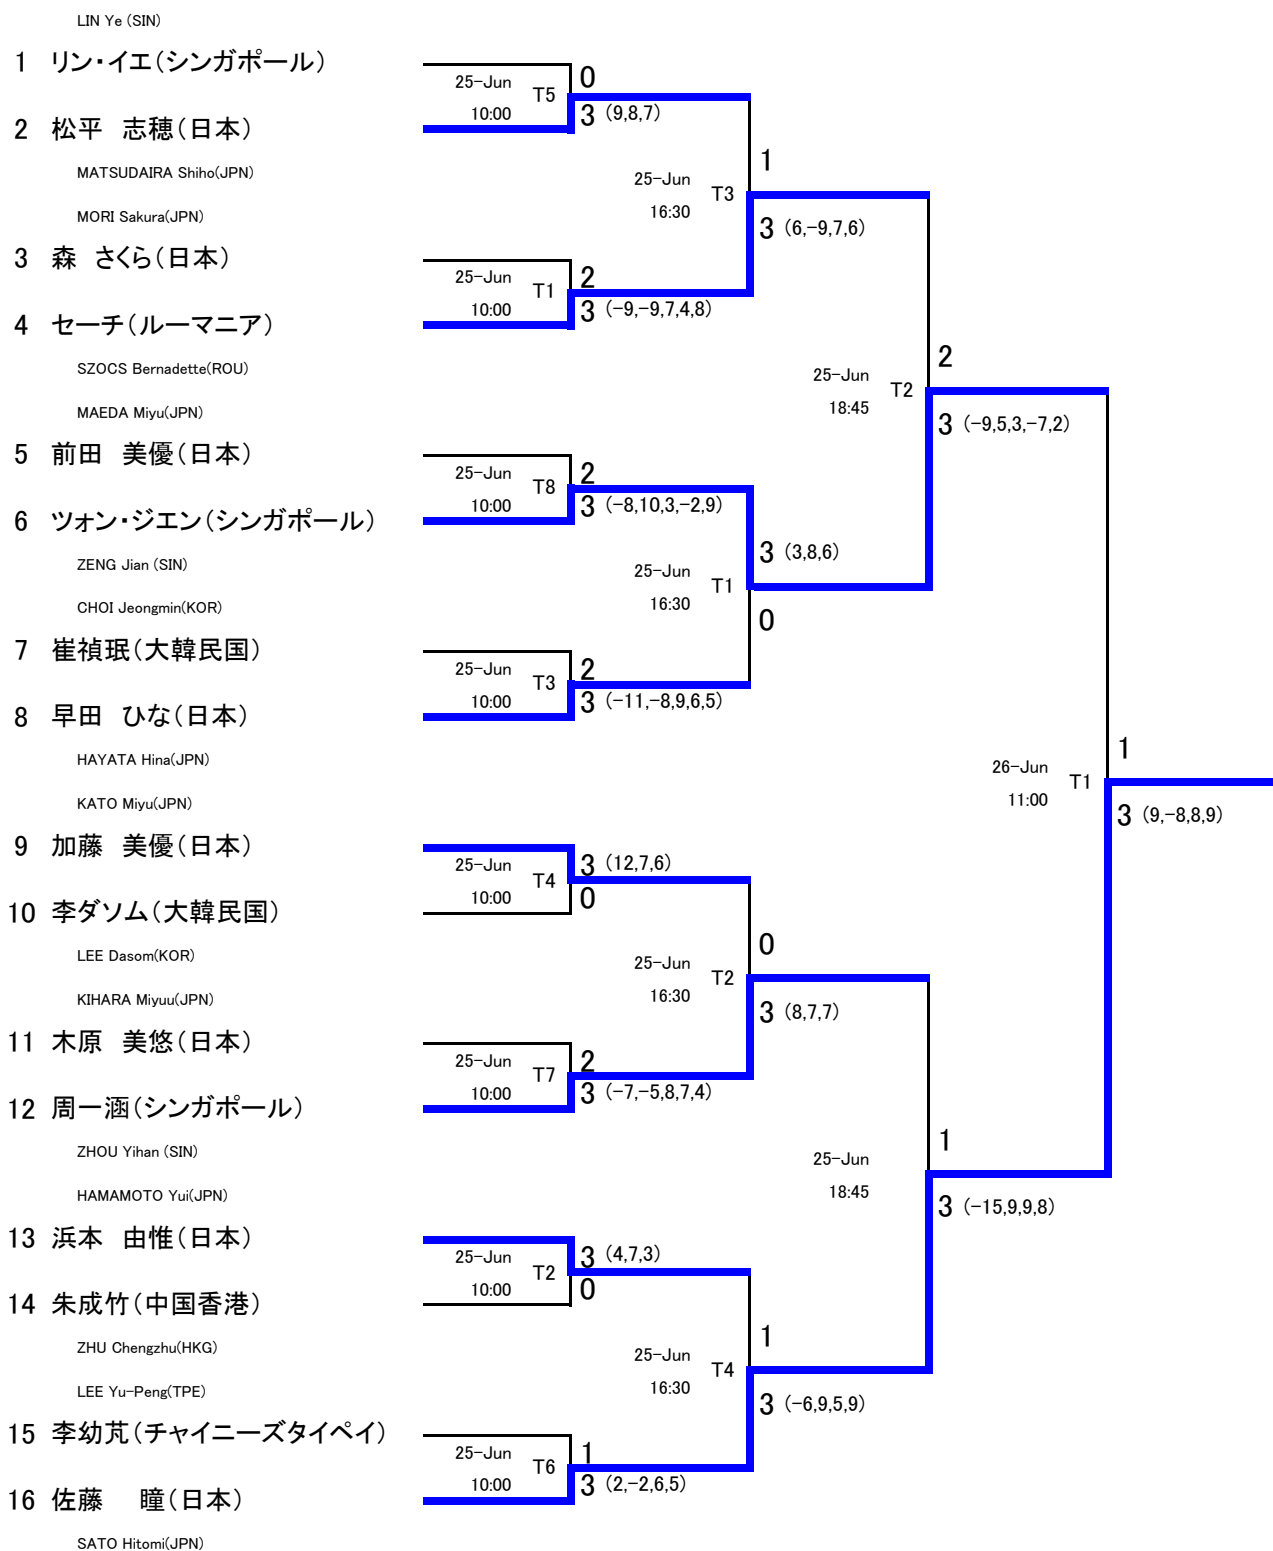 LIN Ye (SIN)
1 リン・イエ(シンガポール)
25-Jun T5 0
10:00 3 (9,8,7)
2 松平 志穂(日本)
MATSUDAIRA Shiho(JPN)
1
25-Jun T3
16:30
3 (6,-9,7,6)
MORI Sakura(JPN)
3 森 さくら(日本)
25-Jun T1 2
10:00 3 (-9,-9,7,4,8)
4 セーチ(ルーマニア)
SZOCS Bernadette(ROU)
2
25-Jun T2
18:45
3 (-9,5,3,-7,2)
MAEDA Miyu(JPN)
5 前田 美優(日本)
25-Jun T8 2
10:00 3 (-8,10,3,-2,9)
6 ツォン・ジエン(シンガポール)
ZENG Jian (SIN)
3 (3,8,6)
25-Jun T1
16:30
0
CHOI Jeongmin(KOR)
7 崔禎珉(大韓民国)
25-Jun T3 2
10:00 3 (-11,-8,9,6,5)
8 早田 ひな(日本)
HAYATA Hina(JPN)
1
26-Jun T1
11:00
3 (9,-8,8,9)
KATO Miyu(JPN)
9 加藤 美優(日本)
25-Jun T4 3 (12,7,6)
10:00 0
10 李ダソム(大韓民国)
LEE Dasom(KOR)
0
25-Jun T2
16:30
3 (8,7,7)
KIHARA Miyuu(JPN)
11 木原 美悠(日本)
25-Jun T7 2
10:00 3 (-7,-5,8,7,4)
12 周一涵(シンガポール)
ZHOU Yihan (SIN)
1
25-Jun
18:45
3 (-15,9,9,8)
HAMAMOTO Yui(JPN)
13 浜本 由惟(日本)
25-Jun T2 3 (4,7,3)
10:00 0
14 朱成竹(中国香港)
ZHU Chengzhu(HKG)
1
25-Jun T4
16:30
3 (-6,9,5,9)
LEE Yu-Peng(TPE)
15 李幼芃(チャイニーズタイペイ)
25-Jun T6 1
10:00 3 (2,-2,6,5)
16 佐藤 瞳(日本)
SATO Hitomi(JPN)